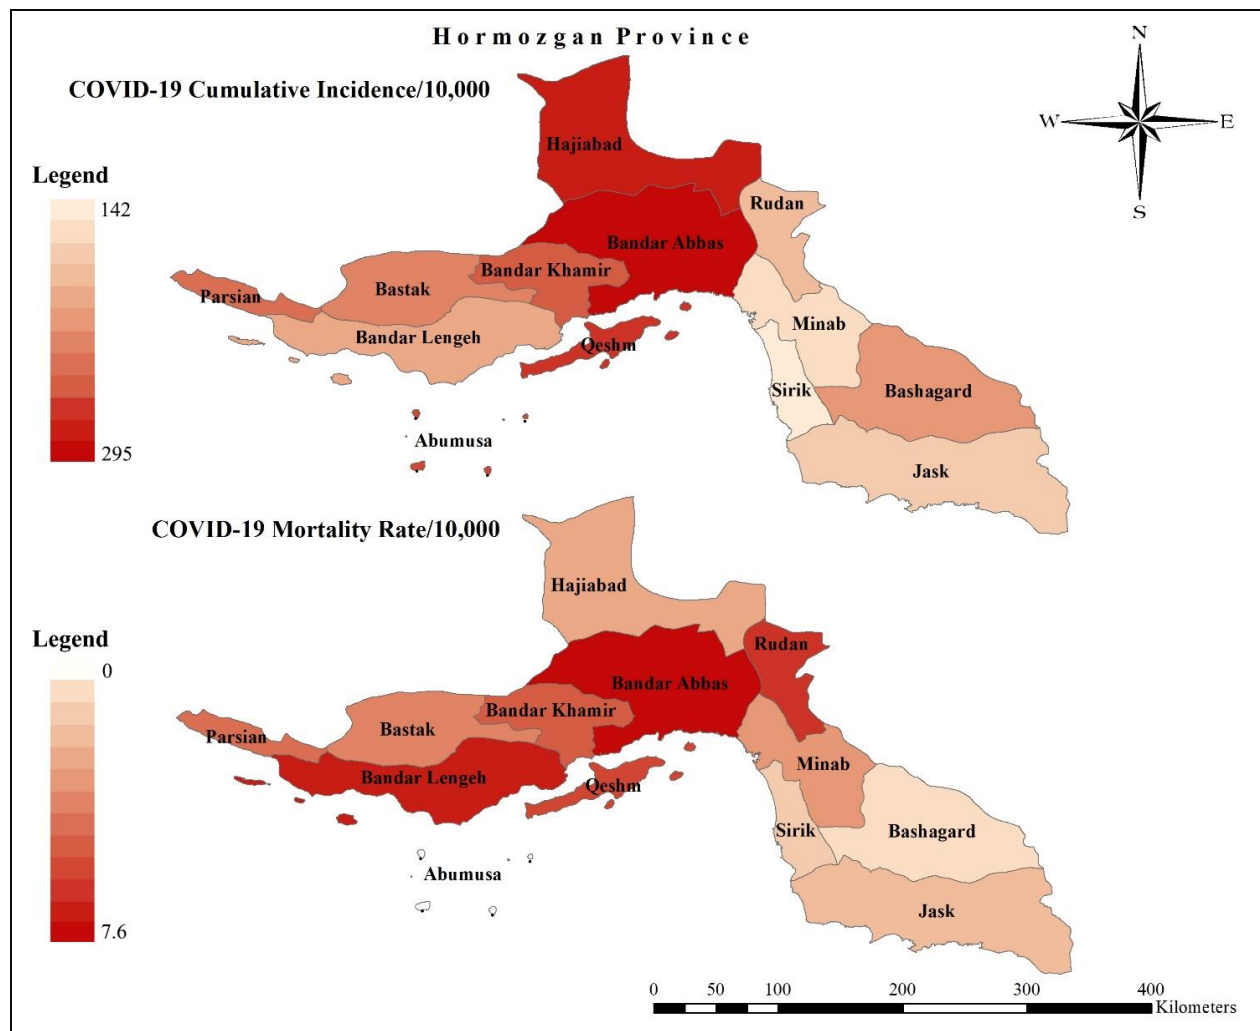 Hormozgan Province
COVID-19 Cumulative Incidence/10,000
N
W
E
S
Legend
142
295
Hajiabad
Rudan
Bandar Abbas
Bandar Khamir
Bastak
Parsian
Bandar Lengeh
Qeshm
Minab
Sirik
Bashagard
Abumusa
Jask
COVID-19 Mortality Rate/10,000
Legend
0
7.6
Hajiabad
Rudan
Bandar Abbas
Bandar Khamir
Bastak
Parsian
Bandar Lengeh
Qeshm
Minab
Sirik
Bashagard
Abumusa
Jask
0 50 100 200 300 400
Kilometers